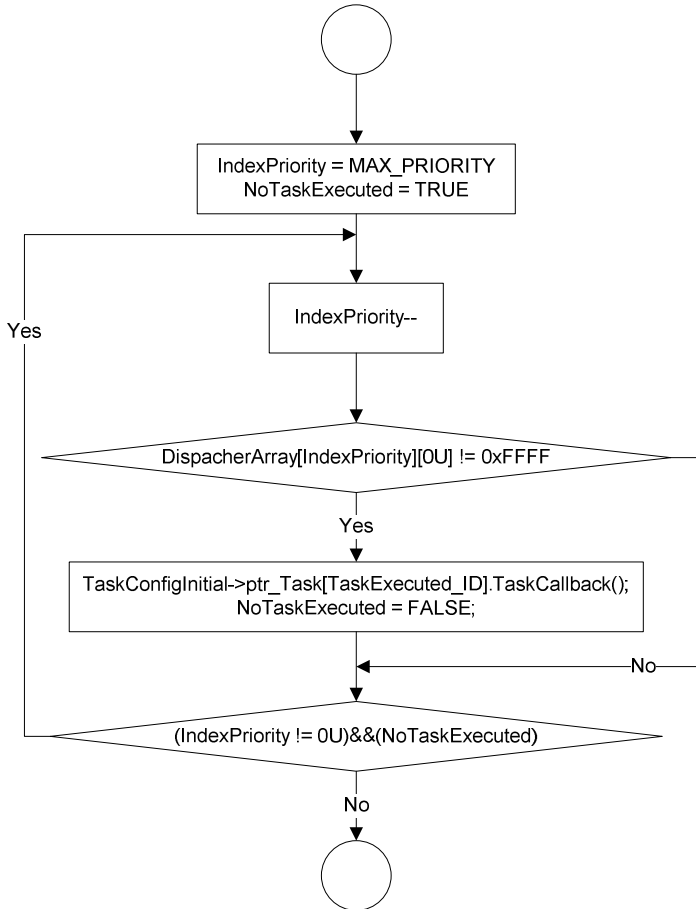 IndexPriority = MAX_PRIORITY
NoTaskExecuted = TRUE
IndexPriority--
Yes
DispacherArray[IndexPriority][0U] != 0xFFFF
Yes
TaskConfigInitial->ptr_Task[TaskExecuted_ID].TaskCallback();
NoTaskExecuted = FALSE;
No
(IndexPriority != 0U)&&(NoTaskExecuted)
No